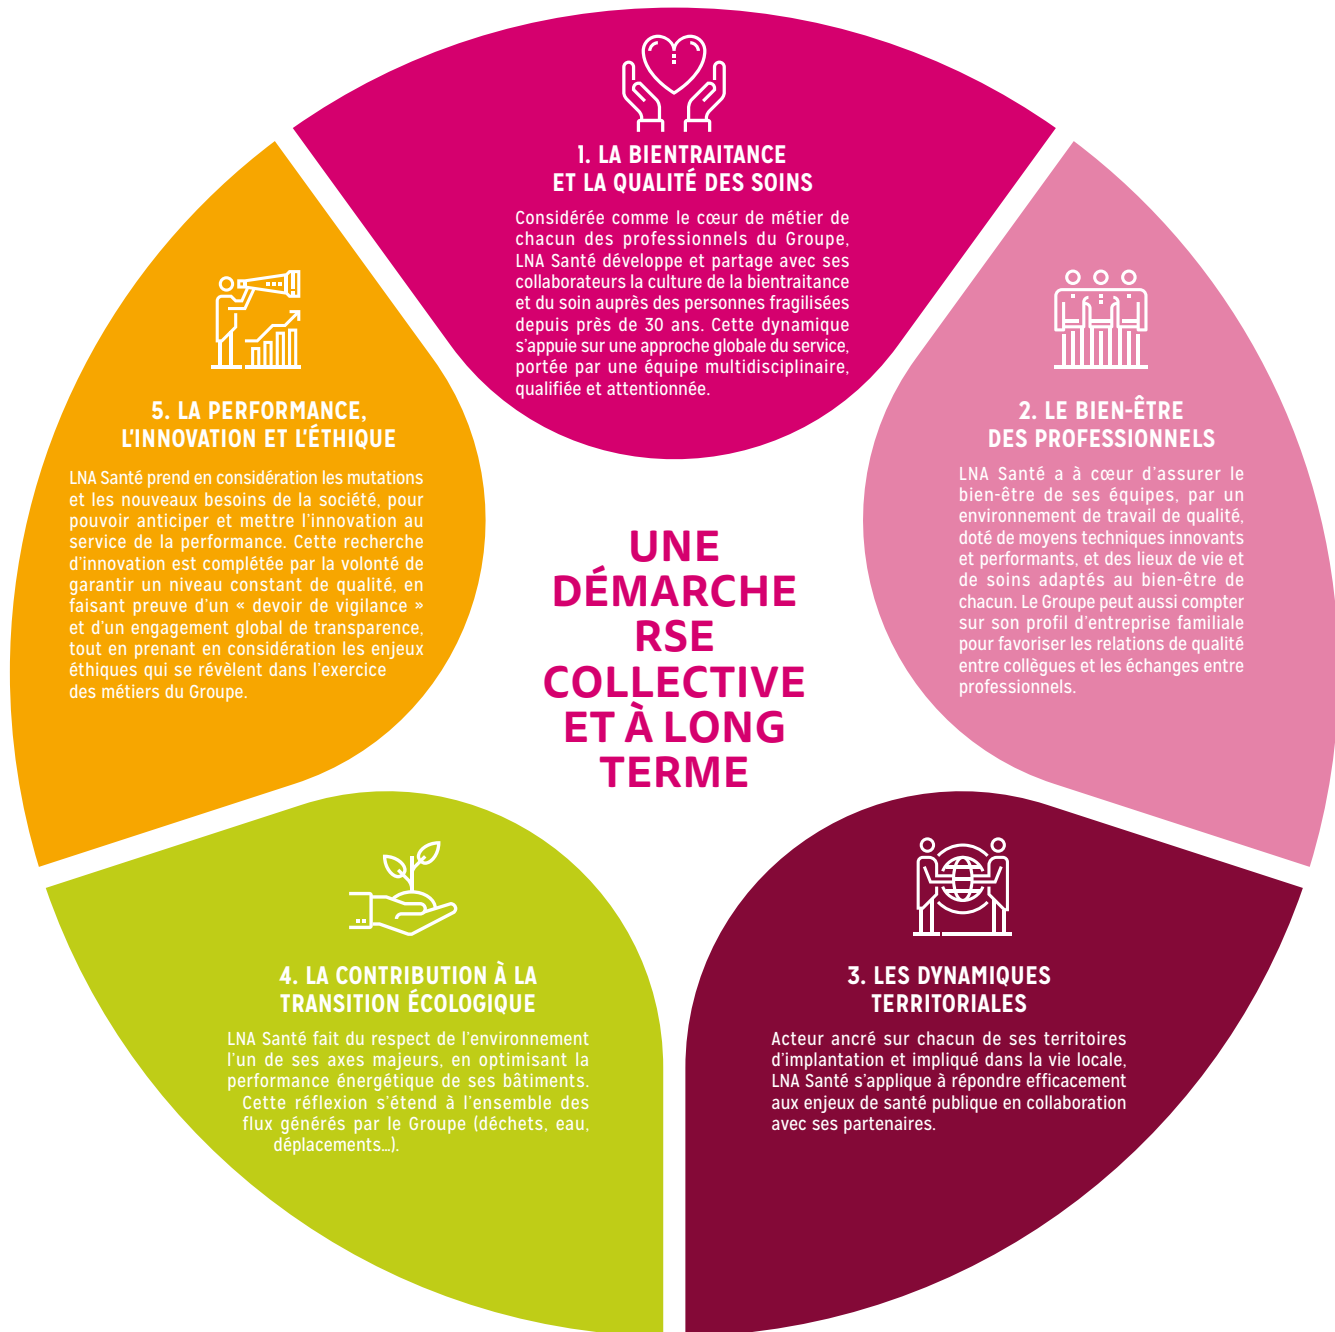 1. LA BIENTRAITANCE
ET LA QUALITÉ DES SOINS
Considérée comme le cœur de métier de
chacun des professionnels du Groupe,
LNA Santé développe et partage avec ses
collaborateurs la culture de la bientraitance
et du soin auprès des personnes fragilisées
depuis près de 30 ans. Cette dynamique
s'appuie sur une approche globale du service,
portée par une équipe multidisciplinaire,
qualifiée et attentionnée.
2. LE BIEN-ÊTRE
DES PROFESSIONNELS
LNA Santé a à cœur d'assurer le
bien-être de ses équipes, par un
environnement de travail de qualité,
doté de moyens techniques innovants
et performants, et des lieux de vie et
de soins adaptés au bien-être de
chacun. Le Groupe peut aussi compter
sur son profil d'entreprise familiale
pour favoriser les relations de qualité
entre collègues et les échanges entre
professionnels.
3. LES DYNAMIQUES
TERRITORIALES
Acteur ancré sur chacun de ses territoires
d'implantation et impliqué dans la vie locale,
LNA Santé s'applique à répondre efficacement
aux enjeux de santé publique en collaboration
avec ses partenaires.
4. LA CONTRIBUTION À LA
TRANSITION ÉCOLOGIQUE
LNA Santé fait du respect de l'environnement
l'un de ses axes majeurs, en optimisant la
performance énergétique de ses bâtiments.
Cette réflexion s'étend à l'ensemble des
flux générés par le Groupe (déchets, eau,
déplacements…).
5. LA PERFORMANCE,
L'INNOVATION ET L'ÉTHIQUE
LNA Santé prend en considération les mutations
et les nouveaux besoins de la société, pour
pouvoir anticiper et mettre l'innovation au
service de la performance. Cette recherche
d'innovation est complétée par la volonté de
garantir un niveau constant de qualité, en
faisant preuve d'un « devoir de vigilance »
et d'un engagement global de transparence,
tout en prenant en considération les enjeux
éthiques qui se révèlent dans l'exercice
des métiers du Groupe.
UNE
DÉMARCHE
RSE
COLLECTIVE
ET À LONG
TERME